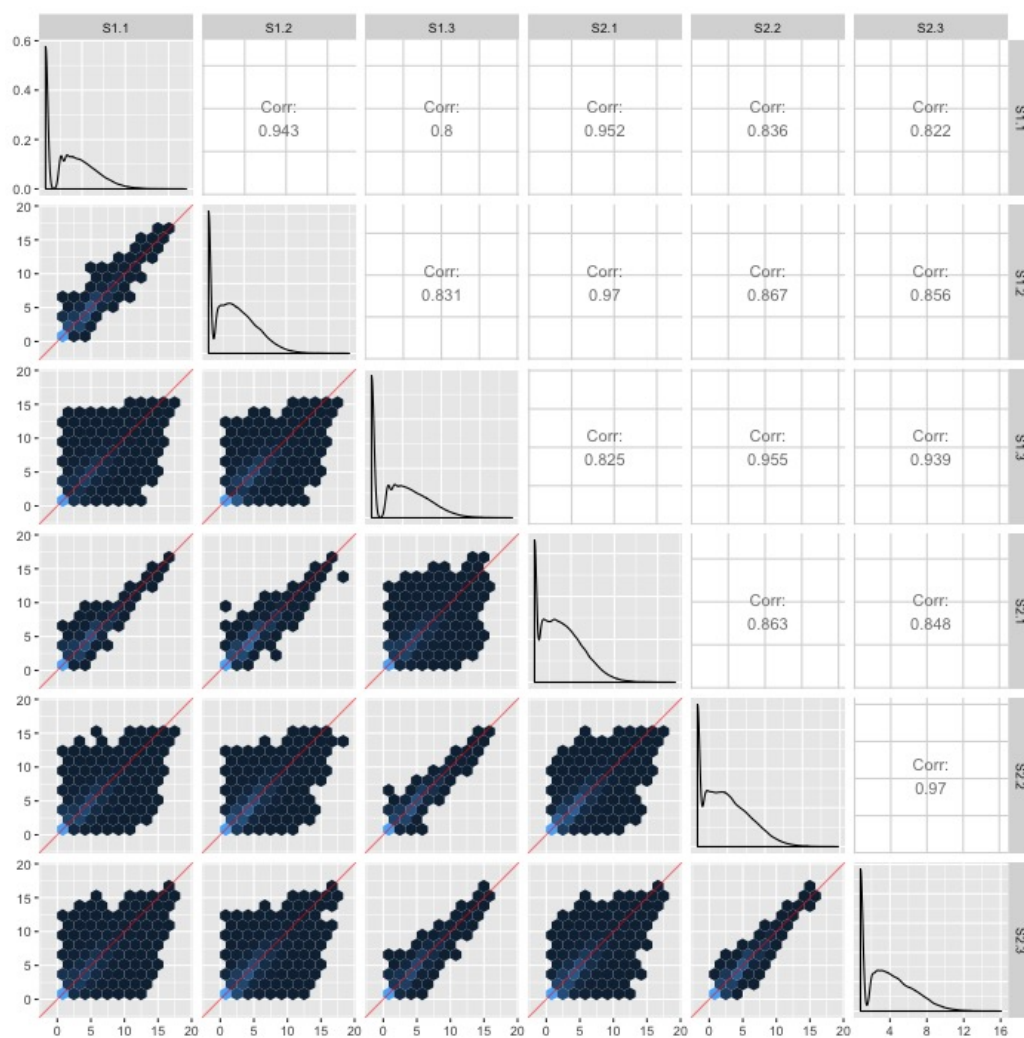 S1.1 S1.2 S1.3 S2.1 S2.2 S2.3
0.6
0.4
0.2
0.0
Corr:
0.943
Corr:
0.8
Corr:
0.952
Corr:
0.836
Corr:
0.822
S1.1
20
15
10
5
0
Corr:
0.831
Corr:
0.97
Corr:
0.867
Corr:
0.856
S1.2
20
15
10
5
0
Corr:
0.825
Corr:
0.955
Corr:
0.939
S1.3
20
15
10
5
0
Corr:
0.863
Corr:
0.848
S2.1
20
15
10
5
0
Corr:
0.97
S2.2
20
15
10
5
0
S2.3
0 5 10 15 20 0 5 10 15 20 0 5 10 15 20 0 5 10 15 20 0 5 10 15 20 4 8 12 16